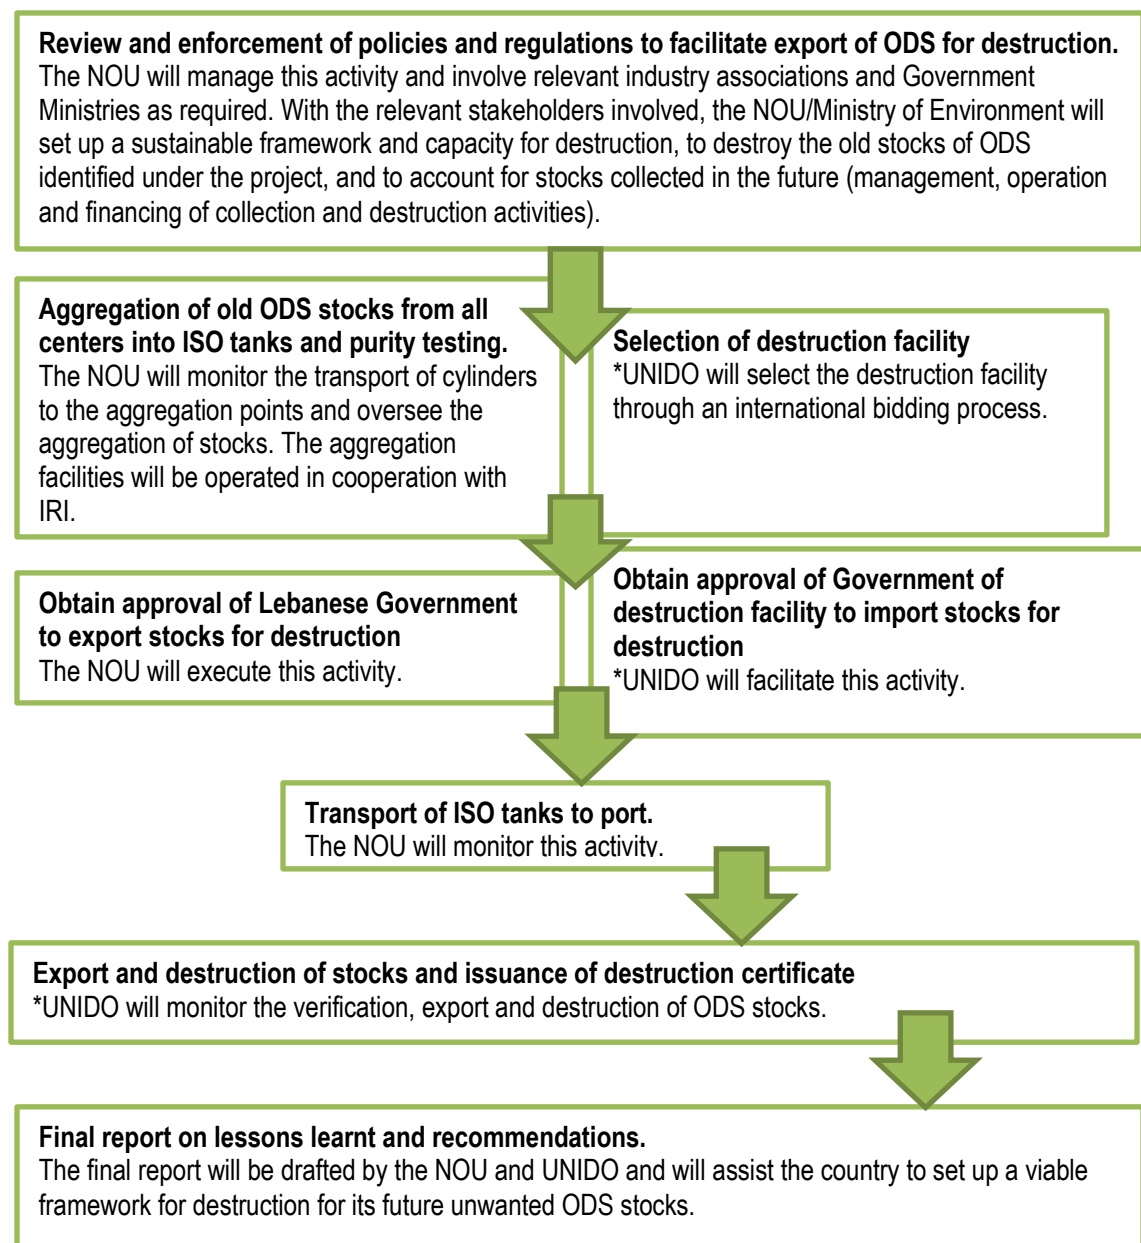 Review and enforcement of policies and regulations to facilitate export of ODS for destruction.
The NOU will manage this activity and involve relevant industry associations and Government
Ministries as required. With the relevant stakeholders involved, the NOU/Ministry of Environment will
set up a sustainable framework and capacity for destruction, to destroy the old stocks of ODS
identified under the project, and to account for stocks collected in the future (management, operation
and financing of collection and destruction activities).
Aggregation of old ODS stocks from all
centers into ISO tanks and purity testing.
The NOU will monitor the transport of cylinders
to the aggregation points and oversee the
aggregation of stocks. The aggregation
facilities will be operated in cooperation with
IRI.
Selection of destruction facility
*UNIDO will select the destruction facility
through an international bidding process.
Obtain approval of Lebanese Government
to export stocks for destruction
The NOU will execute this activity.
Obtain approval of Government of
destruction facility to import stocks for
destruction
*UNIDO will facilitate this activity.
Transport of ISO tanks to port.
The NOU will monitor this activity.
Export and destruction of stocks and issuance of destruction certificate
*UNIDO will monitor the verification, export and destruction of ODS stocks.
Final report on lessons learnt and recommendations.
The final report will be drafted by the NOU and UNIDO and will assist the country to set up a viable
framework for destruction for its future unwanted ODS stocks.